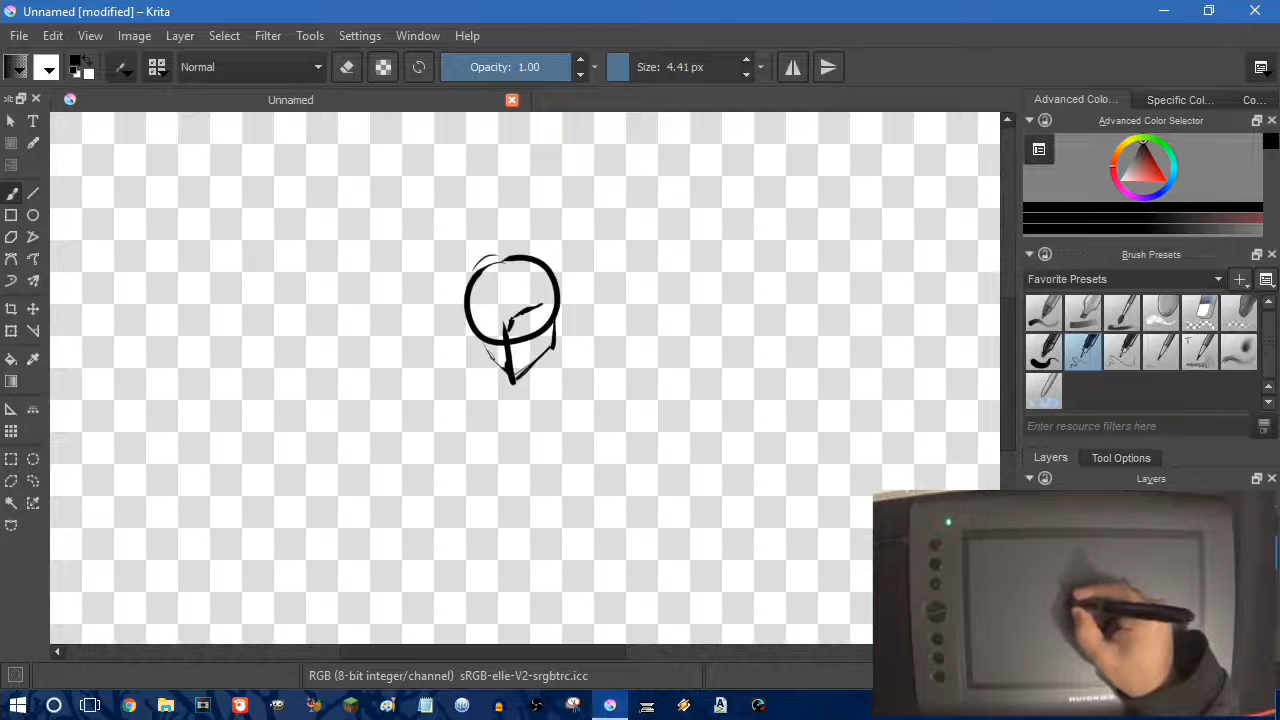 Unnamed [modified] – Krita
File Edit View Image Layer Select Filter Tools Settings Window Help
Normal Opacity: 1.00 Size: 4.41 px
Unnamed
Advanced Colo... Specific Col... Co...
Advanced Color Selector
Brush Presets
Favorite Presets
Enter resource filters here
Layers Tool Options
Layers
RGB (8-bit integer/channel) sRGB-elle-V2-srgbtrc.icc